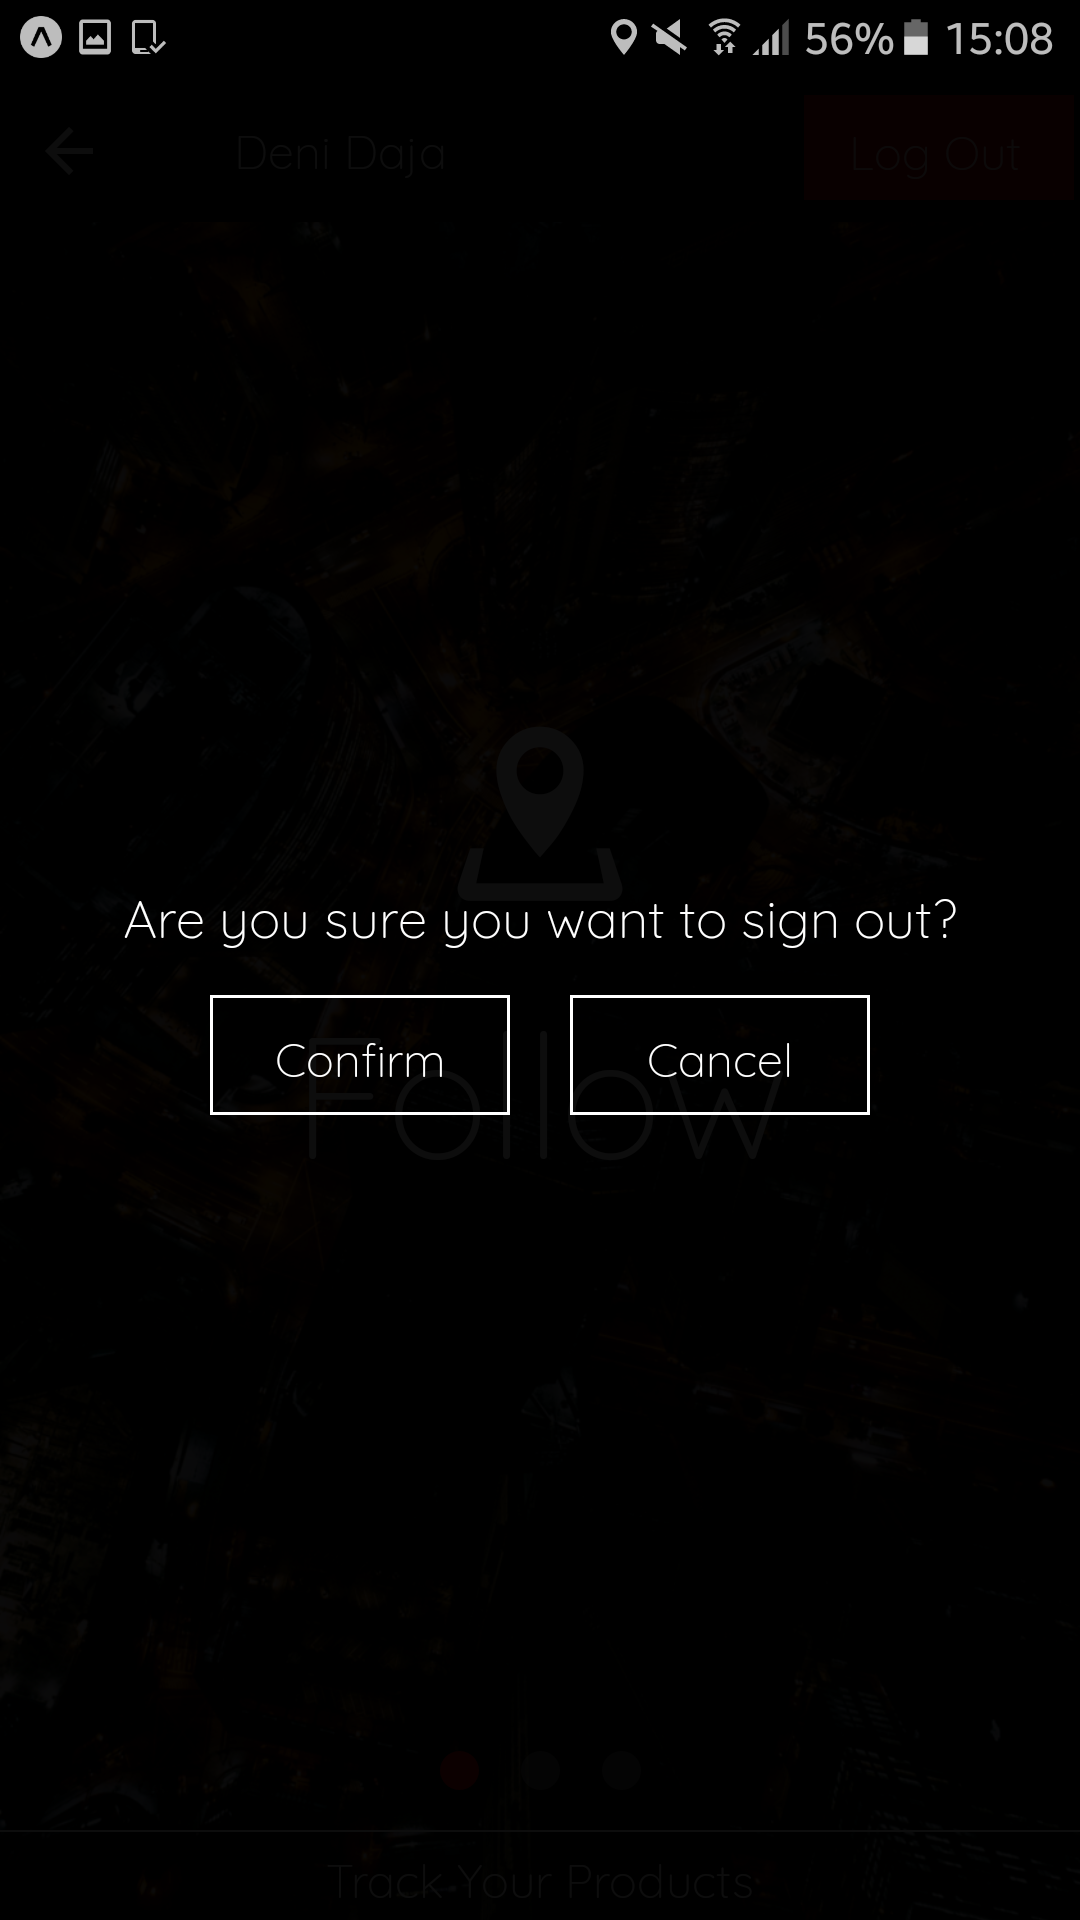 56% 15:08
Deni Daja
Log Out
Are you sure you want to sign out?
Confirm
Cancel
Follow
Track Your Products